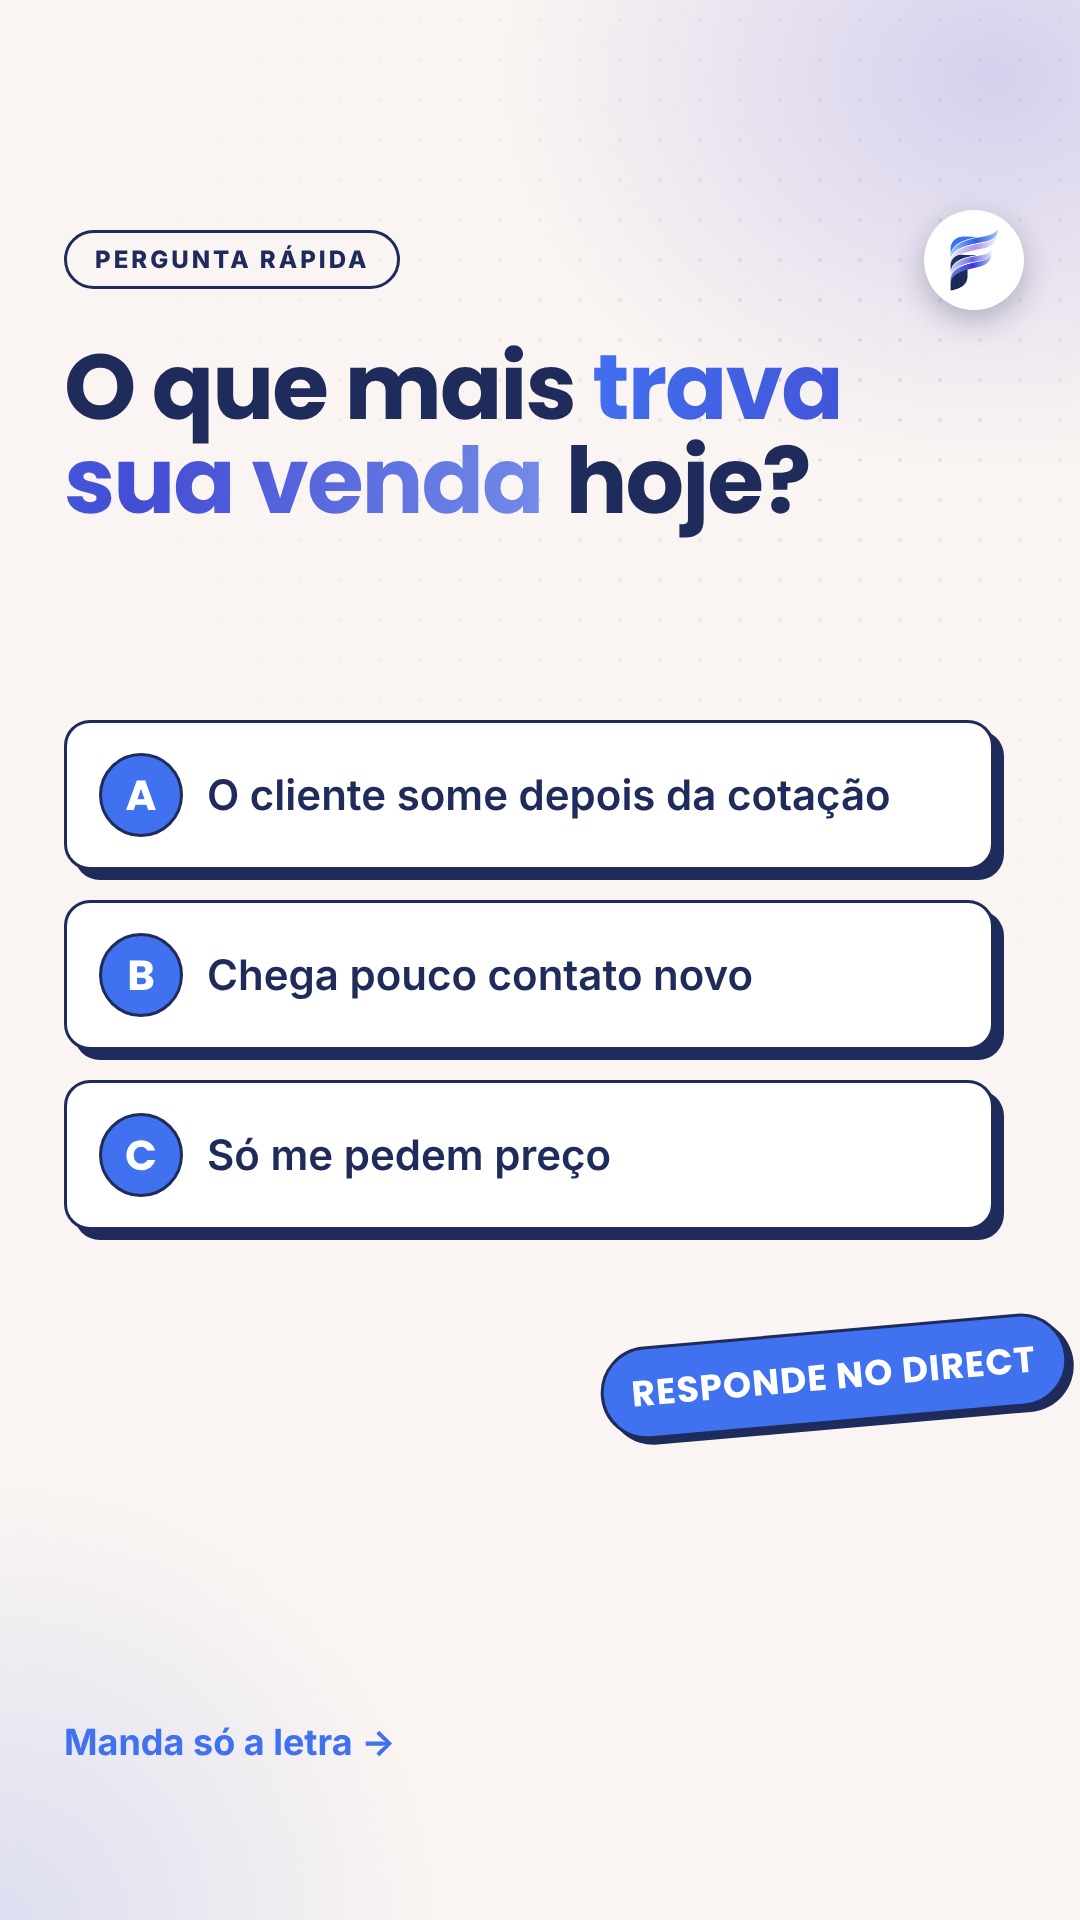 PERGUNTA RÁPIDA
O que mais trava
sua venda hoje?
A O cliente some depois da cotação
B Chega pouco contato novo
C Só me pedem preço
RESPONDE NO DIRECT
Manda só a letra →